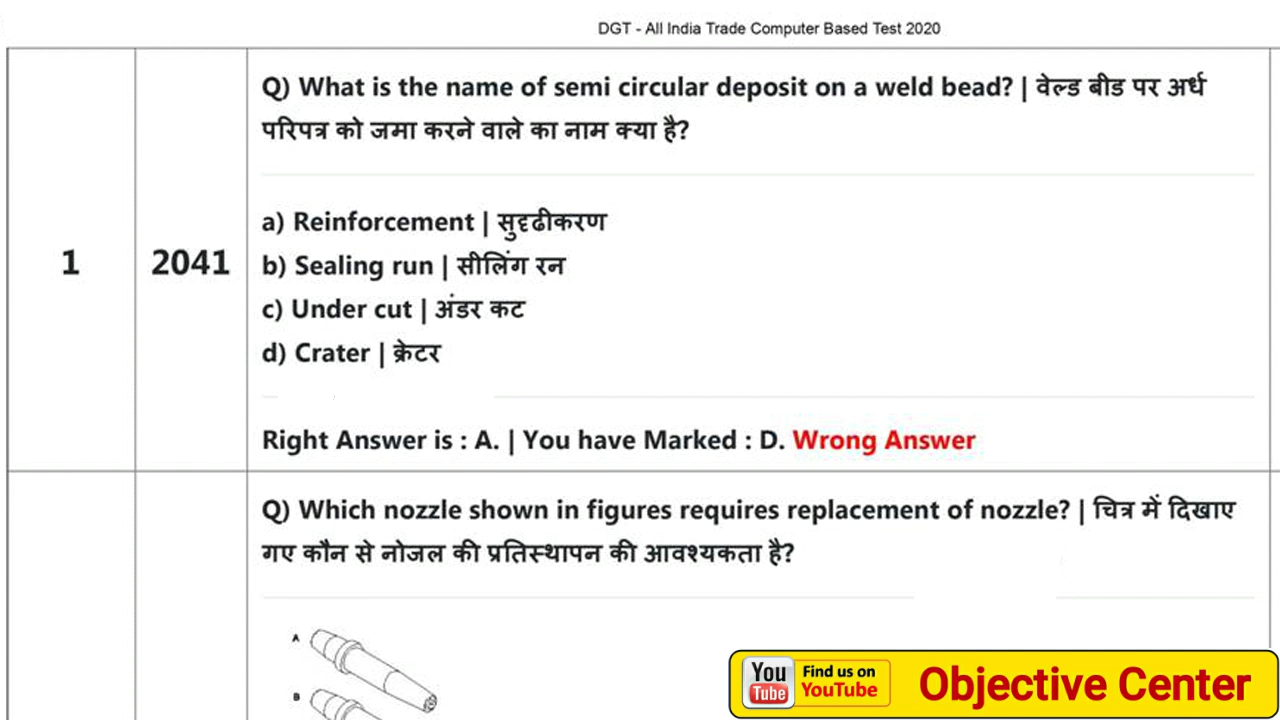 DGT - All India Trade Computer Based Test 2020
Q) What is the name of semi circular deposit on a weld bead? | वेल्ड बीड पर अर्ध
परिपत्र को जमा करने वाले का नाम क्या है?
1
2041
a) Reinforcement | सुदृढीकरण
b) Sealing run | सीलिंग रन
c) Under cut | अंडर कट
d) Crater | क्रेटर
Right Answer is : A. | You have Marked : D. Wrong Answer
Q) Which nozzle shown in figures requires replacement of nozzle? | चित्र में दिखाए
गए कौन से नोजल की प्रतिस्थापन की आवश्यकता है?
A
B
You
Tube
Find us on
YouTube
Objective Center